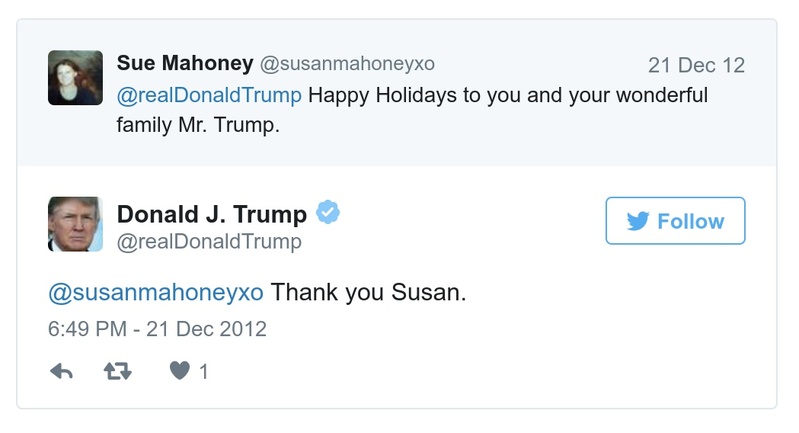 Sue Mahoney @susanmahoneyxo 21 Dec 12
@realDonaldTrump Happy Holidays to you and your wonderful
family Mr. Trump.
Donald J. Trump
@realDonaldTrump
Follow
@susanmahoneyxo Thank you Susan.
6:49 PM - 21 Dec 2012
1